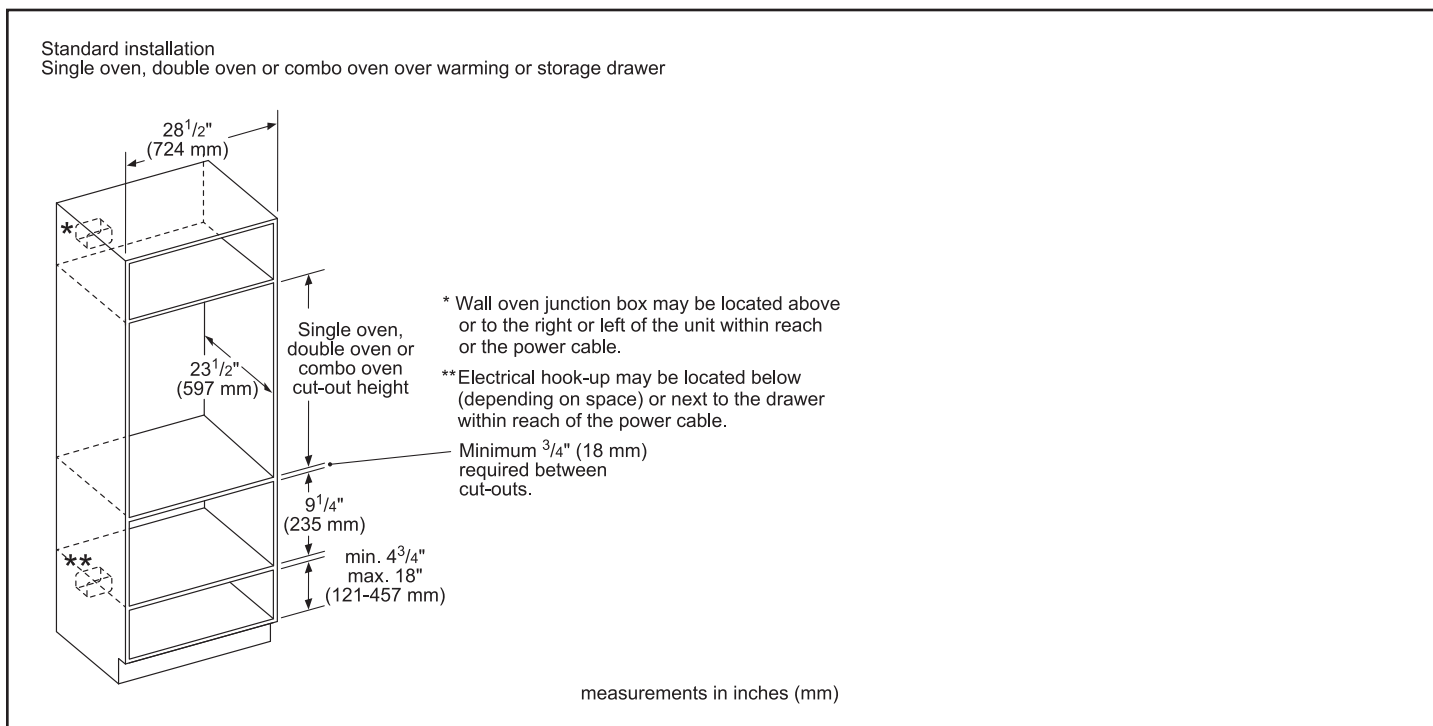 Standard installation
Single oven, double oven or combo oven over warming or storage drawer
28 1/2"
(724 mm)
*
Single oven,
double oven or
combo oven
cut-out height
23 1/2"
(597 mm)
* Wall oven junction box may be located above
or to the right or left of the unit within reach
or the power cable.
**Electrical hook-up may be located below
(depending on space) or next to the drawer
within reach of the power cable.
Minimum 3/4" (18 mm)
required between
cut-outs.
9 1/4"
(235 mm)
**
min. 4 3/4"
max. 18"
(121-457 mm)
measurements in inches (mm)